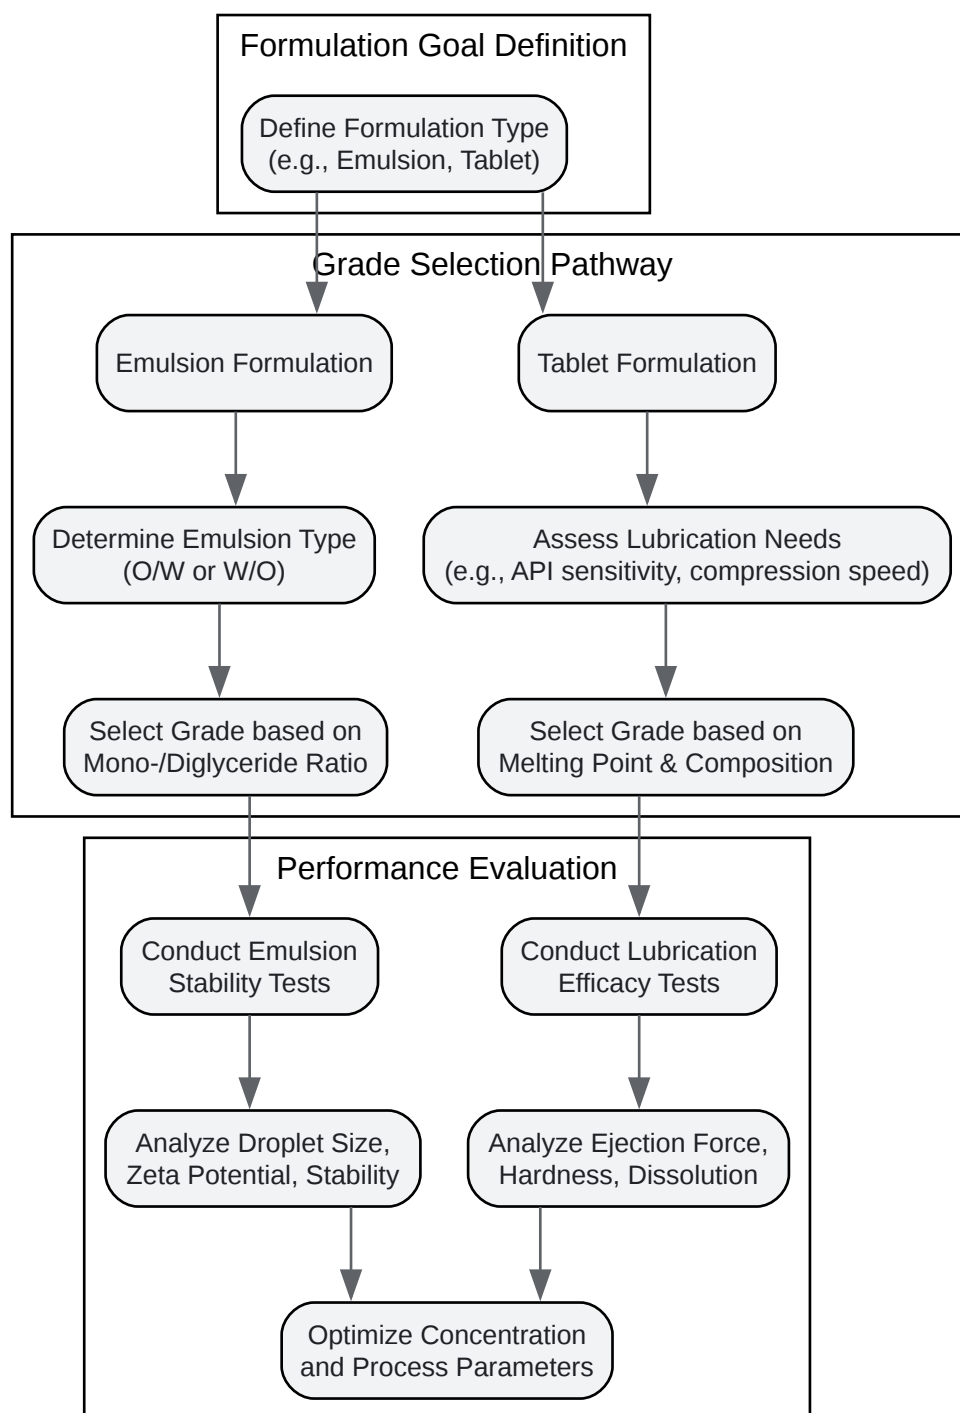 Formulation Goal Definition
Define Formulation Type
(e.g., Emulsion, Tablet)
Grade Selection Pathway
Emulsion Formulation
Tablet Formulation
Determine Emulsion Type
(O/W or W/O)
Assess Lubrication Needs
(e.g., API sensitivity, compression speed)
Select Grade based on
Mono-/Diglyceride Ratio
Select Grade based on
Melting Point & Composition
Performance Evaluation
Conduct Emulsion
Stability Tests
Conduct Lubrication
Efficacy Tests
Analyze Droplet Size,
Zeta Potential, Stability
Analyze Ejection Force,
Hardness, Dissolution
Optimize Concentration
and Process Parameters